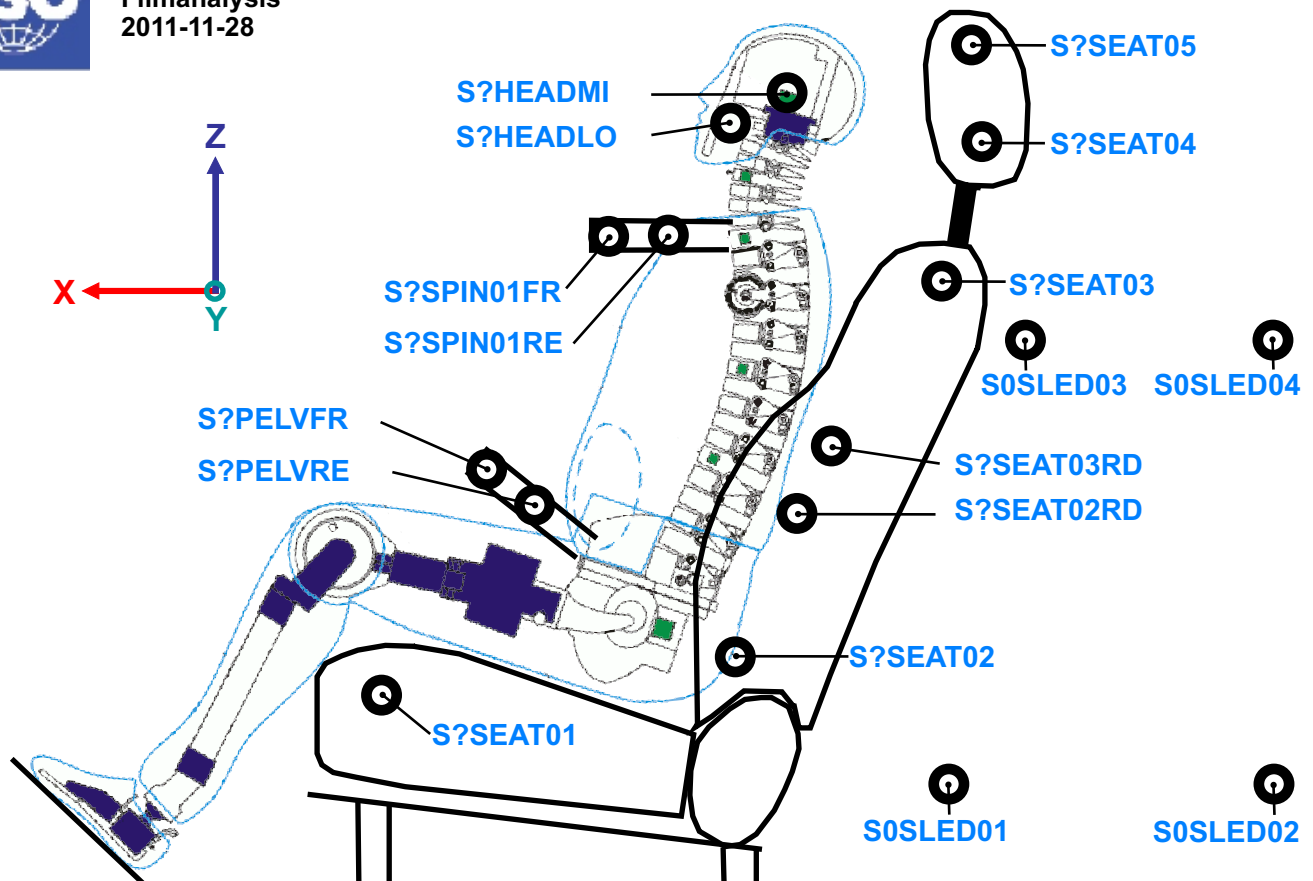 2011-11-28
S?SEAT05
S?HEADMI
S?HEADLO
S?SEAT04
Z
X
Y
S?SPIN01FR
S?SEAT03
S?SPIN01RE
S0SLED03
S0SLED04
S?PELVFR
S?PELVRE
S?SEAT03RD
S?SEAT02RD
S?SEAT02
S?SEAT01
S0SLED01
S0SLED02